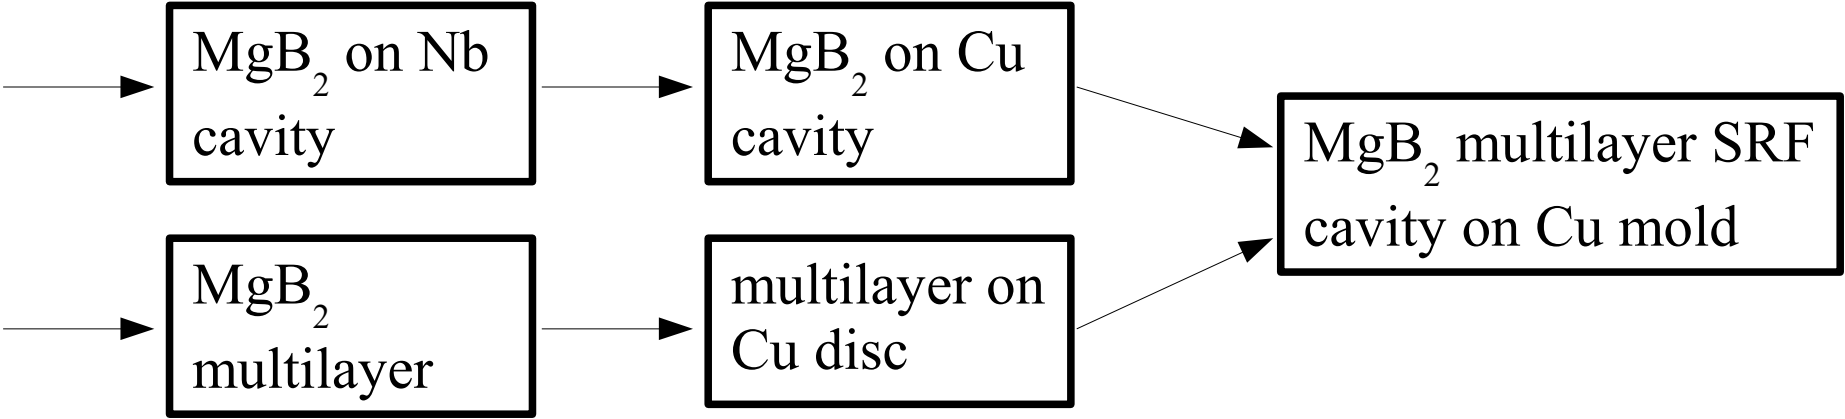 MgB₂ on Nb
cavity
MgB₂ on Cu
cavity
MgB₂ multilayer SRF
cavity on Cu mold
MgB₂
multilayer
multilayer on
Cu disc